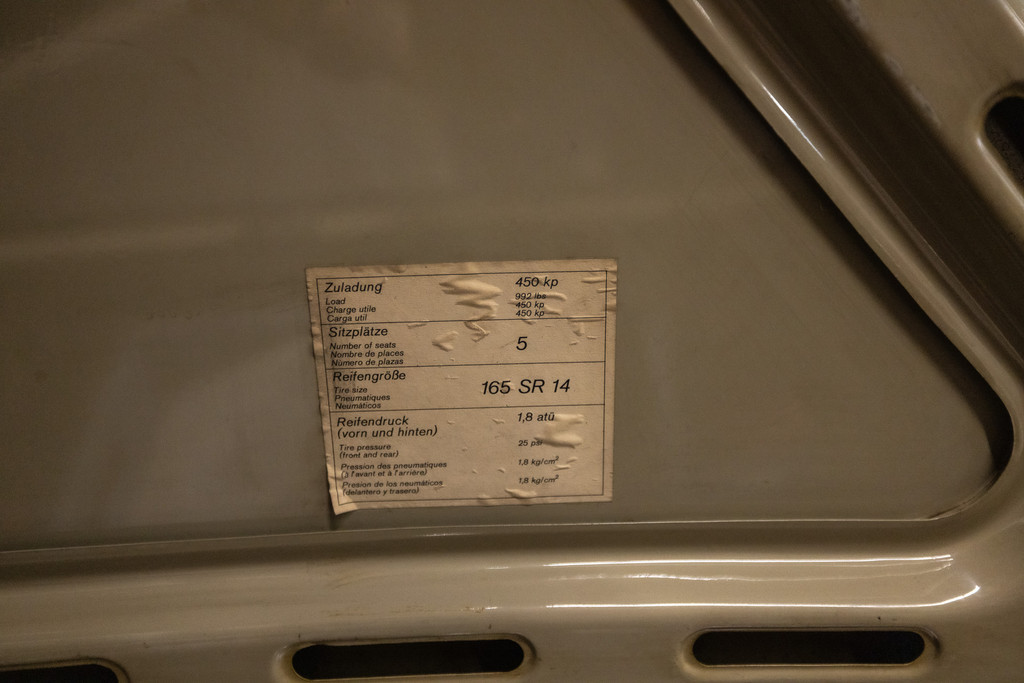 Zuladung 450 kp
Load 992 lbs
Charge utile 450 kp
Carga util 450 kp
Sitzplätze
Number of seats 5
Nombre de places
Número de plazas
Reifengröße
Tire size 165 SR 14
Pneumatiques
Neumáticos
Reifendruck 1,8 atü
(vorn und hinten)
Tire pressure 25 psi
(front and rear)
Pression des pneumatiques 1,8 kg/cm²
(à l'avant et à l'arrière)
Presion de los neumáticos 1,8 kg/cm²
(delantero y trasero)